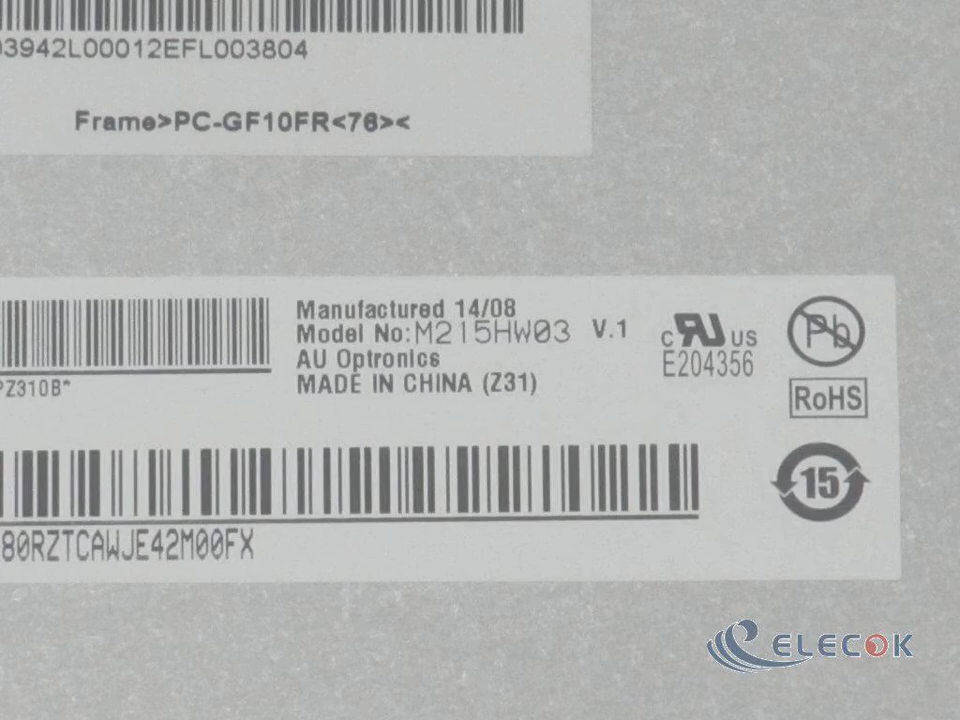 03942L00012EFL003804
Frame>PC-GF10FR<76><
Manufactured 14/08
Model No:M215HW03 V.1
AU Optronics
MADE IN CHINA (Z31)
c RU US
E204356
Pb
RoHS
PZ310B*
15
80RZTCAWJE42M00FX
ELECOK